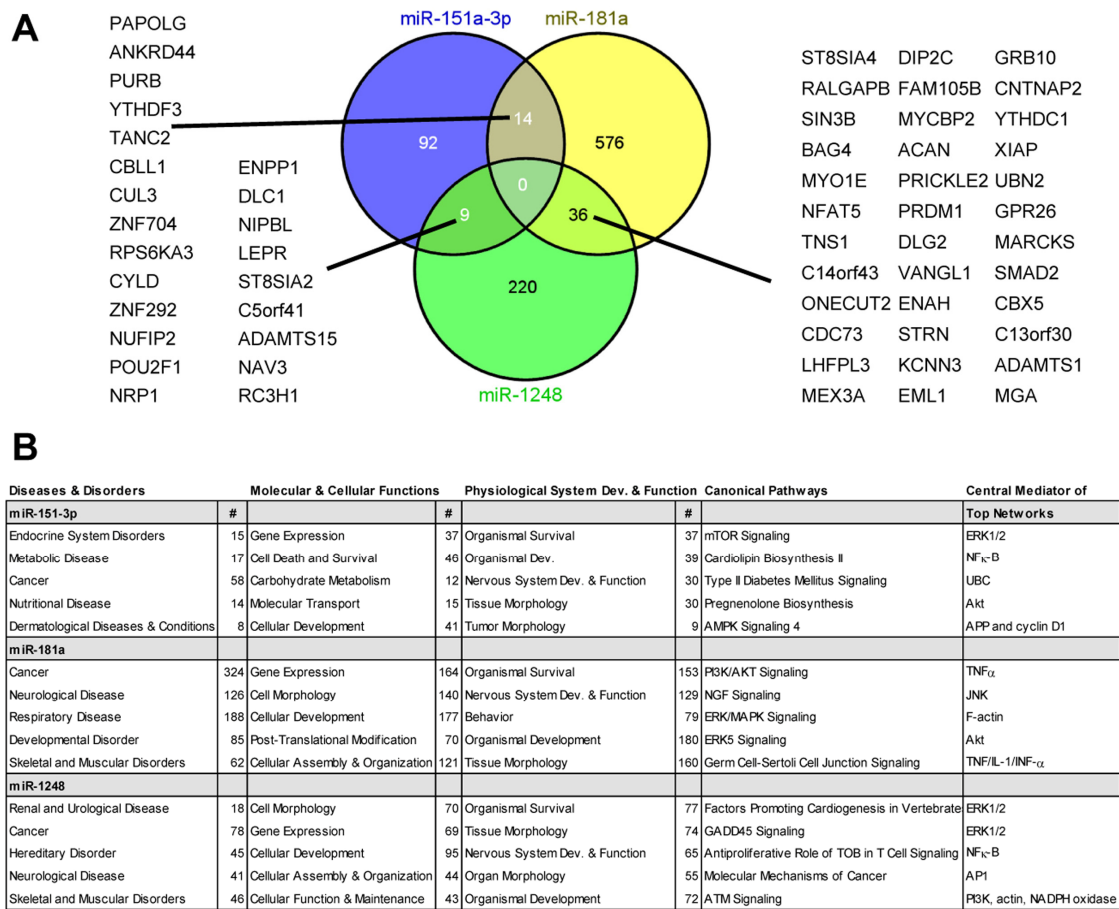 A
miR-151a-3p miR-181a
PAPOLG
ANKRD44
PURB
YTHDF3
TANC2
CBLL1 ENPP1
CUL3 DLC1
ZNF704 NIPBL
RPS6KA3 LEPR
CYLD ST8SIA2
ZNF292 C5orf41
NUFIP2 ADAMTS15
POU2F1 NAV3
NRP1 RC3H1
14
92 576
0
9 36
220
miR-1248
ST8SIA4 DIP2C GRB10
RALGAPB FAM105B CNTNAP2
SIN3B MYCBP2 YTHDC1
BAG4 ACAN XIAP
MYO1E PRICKLE2 UBN2
NFAT5 PRDM1 GPR26
TNS1 DLG2 MARCKS
C14orf43 VANGL1 SMAD2
ONECUT2 ENAH CBX5
CDC73 STRN C13orf30
LHFPL3 KCNN3 ADAMTS1
MEX3A EML1 MGA
B
Diseases & Disorders Molecular & Cellular Functions Physiological System Dev. & Function Canonical Pathways Central Mediator of
miR-151-3p # # # Top Networks
Endocrine System Disorders 15 Gene Expression 37 Organismal Survival 37 mTOR Signaling ERK1/2
Metabolic Disease 17 Cell Death and Survival 46 Organismal Dev. 39 Cardiolipin Biosynthesis II NFκ-B
Cancer 58 Carbohydrate Metabolism 12 Nervous System Dev. & Function 30 Type II Diabetes Mellitus Signaling UBC
Nutritional Disease 14 Molecular Transport 15 Tissue Morphology 30 Pregnenolone Biosynthesis Akt
Dermatological Diseases & Conditions 8 Cellular Development 41 Tumor Morphology 9 AMPK Signaling 4 APP and cyclin D1
miR-181a
Cancer 324 Gene Expression 164 Organismal Survival 153 PI3K/AKT Signaling TNFα
Neurological Disease 126 Cell Morphology 140 Nervous System Dev. & Function 129 NGF Signaling JNK
Respiratory Disease 188 Cellular Development 177 Behavior 79 ERK/MAPK Signaling F-actin
Developmental Disorder 85 Post-Translational Modification 70 Organismal Development 180 ERK5 Signaling Akt
Skeletal and Muscular Disorders 62 Cellular Assembly & Organization 121 Tissue Morphology 160 Germ Cell-Sertoli Cell Junction Signaling TNF/IL-1/INF-α
miR-1248
Renal and Urological Disease 18 Cell Morphology 70 Organismal Survival 77 Factors Promoting Cardiogenesis in Vertebrate ERK1/2
Cancer 78 Gene Expression 69 Tissue Morphology 74 GADD45 Signaling ERK1/2
Hereditary Disorder 45 Cellular Development 95 Nervous System Dev. & Function 65 Antiproliferative Role of TOB in T Cell Signaling NFκ-B
Neurological Disease 41 Cellular Assembly & Organization 44 Organ Morphology 55 Molecular Mechanisms of Cancer AP1
Skeletal and Muscular Disorders 46 Cellular Function & Maintenance 43 Organismal Development 72 ATM Signaling PI3K, actin, NADPH oxidase